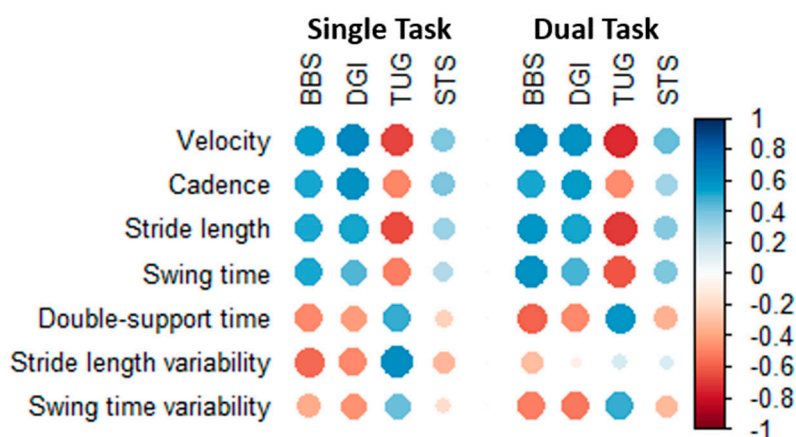 Single Task Dual Task
BBS DGI TUG STS BBS DGI TUG STS
Velocity
Cadence
Stride length
Swing time
Double-support time
Stride length variability
Swing time variability
1
0.8
0.6
0.4
0.2
0
-0.2
-0.4
-0.6
-0.8
-1